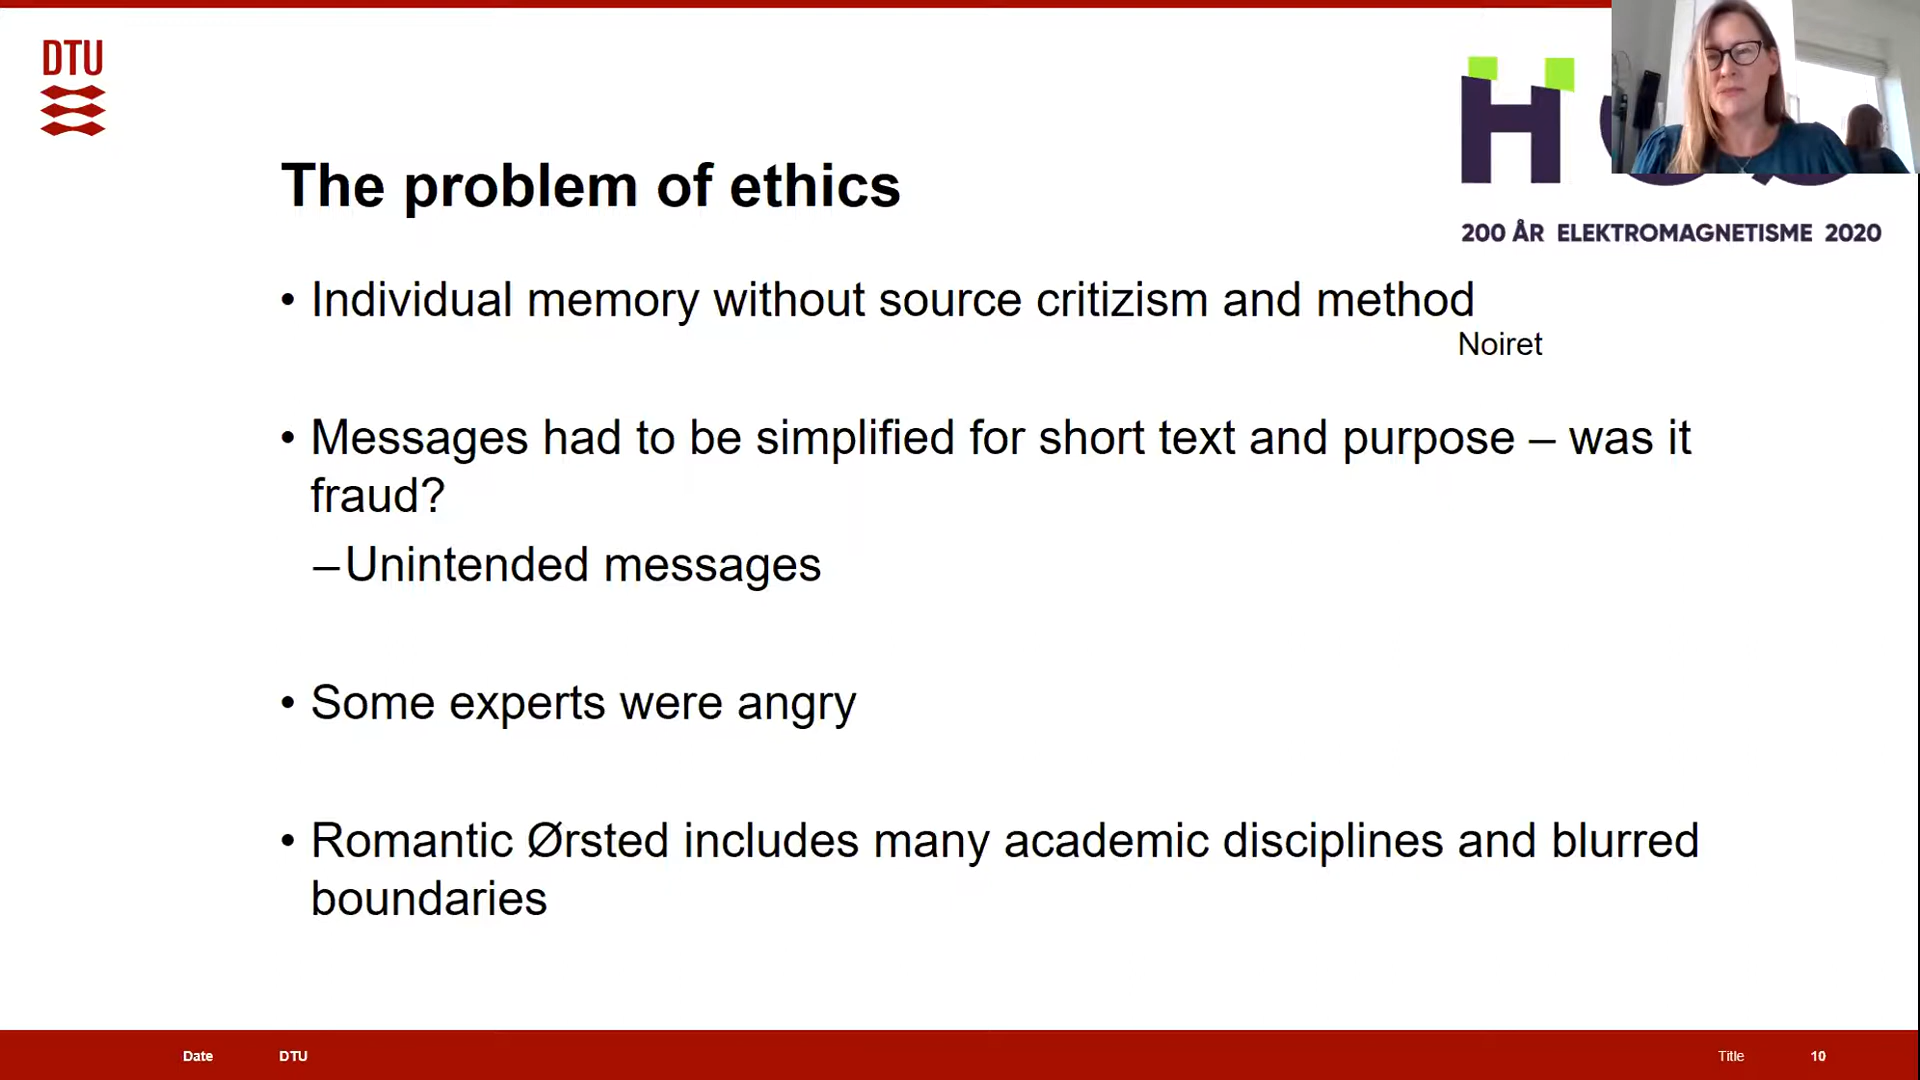 DTU
H
200 ÅR ELEKTROMAGNETISME 2020
The problem of ethics
• Individual memory without source critizism and method
Noiret
• Messages had to be simplified for short text and purpose – was it
fraud?
–Unintended messages
• Some experts were angry
• Romantic Ørsted includes many academic disciplines and blurred
boundaries
Date DTU Title 10